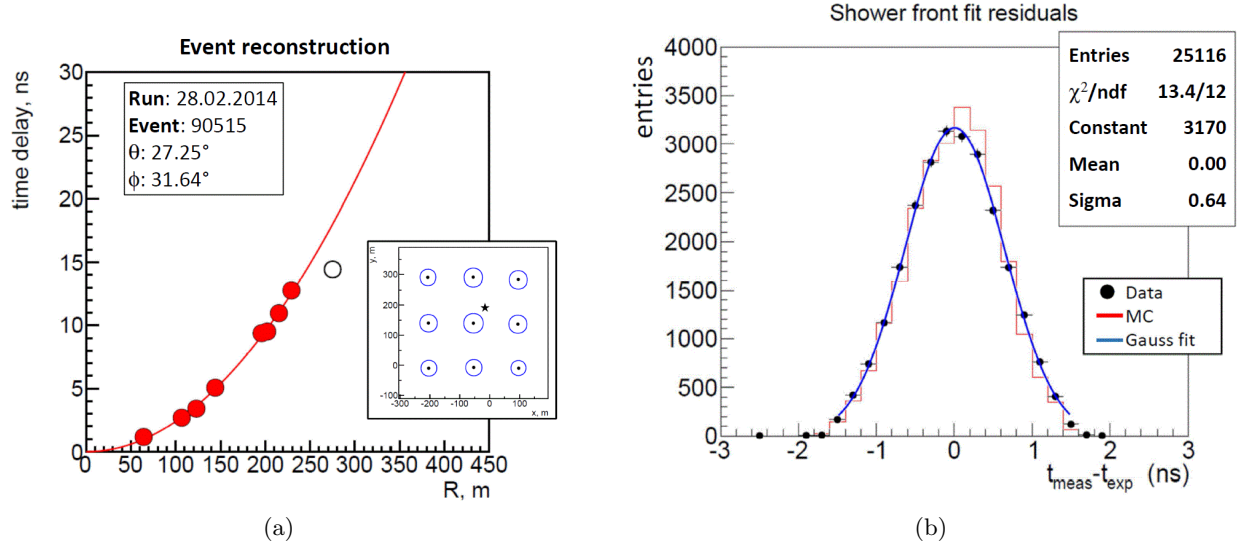 Event reconstruction
time delay, ns
30
25
20
15
10
5
0
Run: 28.02.2014
Event: 90515
θ: 27.25°
ϕ: 31.64°
0 50 100 150 200 250 300 350 400 450
R, m
y, m
300
200
100
0
-100
-300 -200 -100 0 100
x, m
(a)
Shower front fit residuals
entries
4000
3500
3000
2500
2000
1500
1000
500
0
Entries 25116
χ²/ndf 13.4/12
Constant 3170
Mean 0.00
Sigma 0.64
Data
MC
Gauss fit
-3 -2 -1 0 1 2 3
t_meas-t_exp (ns)
(b)